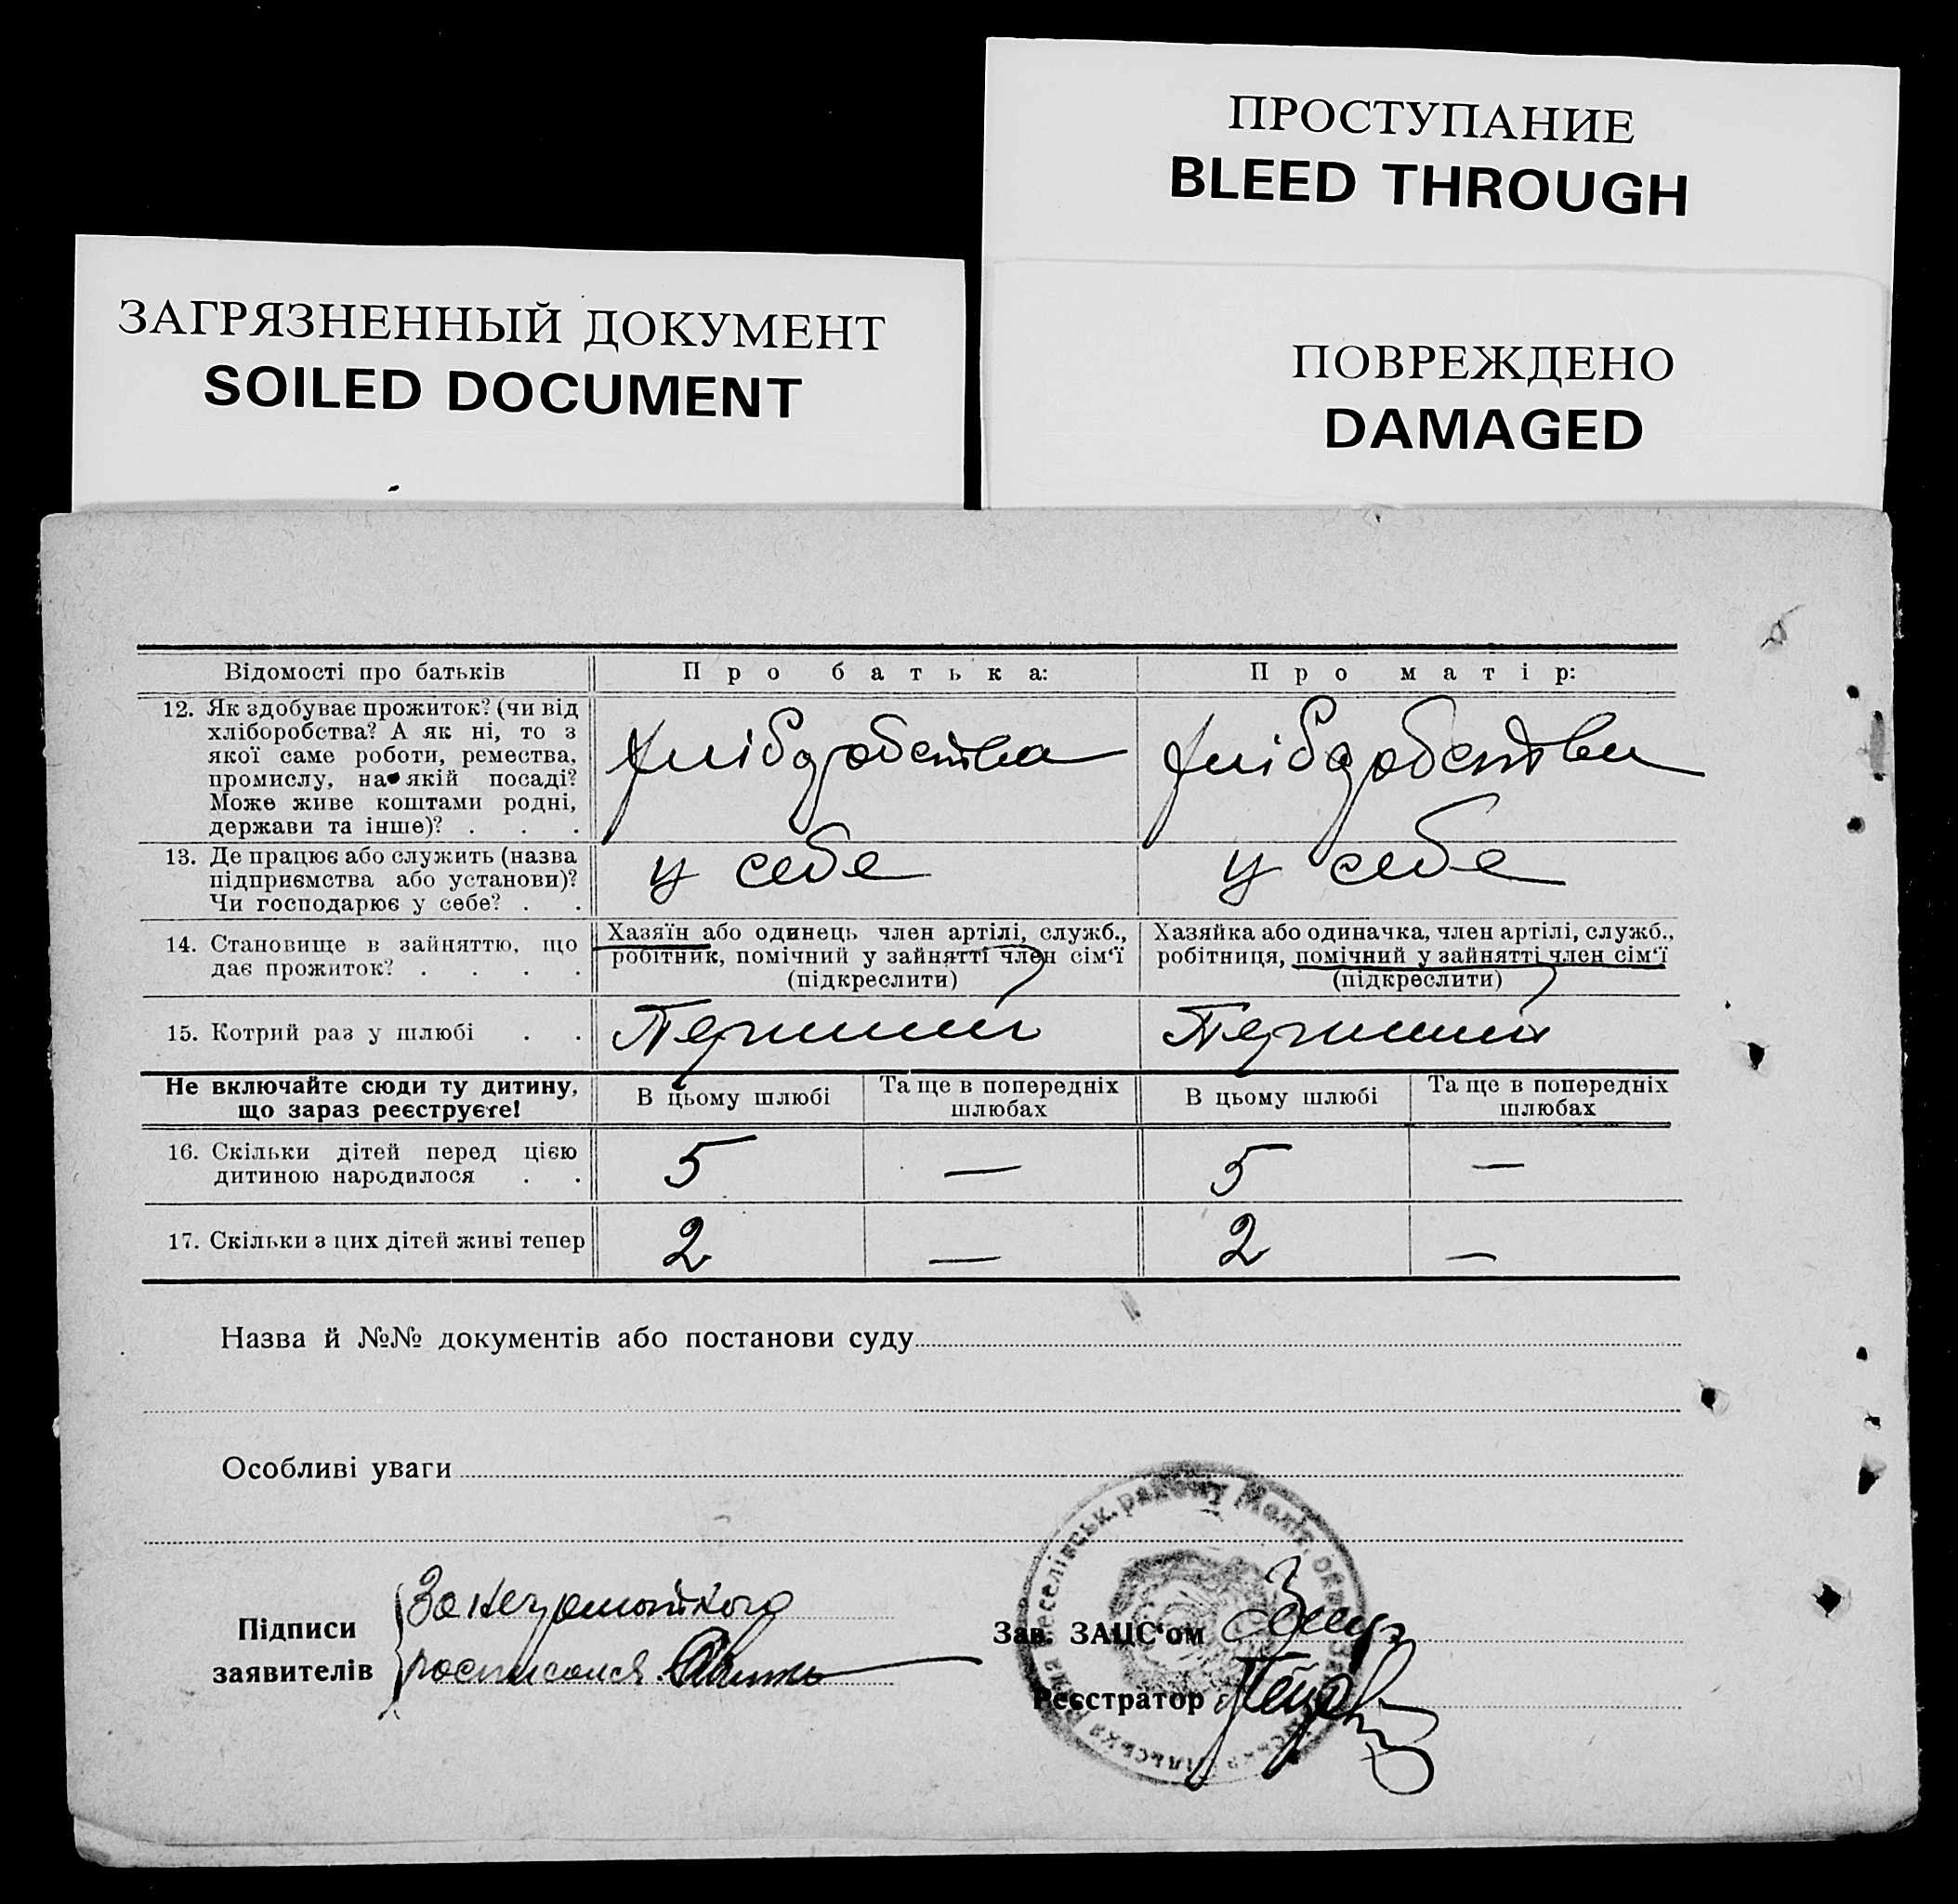 ПРОСТУПАНИЕ
BLEED THROUGH
ЗАГРЯЗНЕННЫЙ ДОКУМЕНТ
SOILED DOCUMENT
ПОВРЕЖДЕНО
DAMAGED
Відомості про батьків
Про батька:
Про матір:
12. Як здобуває прожиток? (чи від
хліборобства? А як ні, то з
якої саме роботи, ремества,
промислу, на якій посаді?
Може живе коштами родні,
держави та інше)? . . .
хліборобства
хліборобства
13. Де працює або служить (назва
підприємства або установи)?
Чи господарює у себе? . .
у себе
у себе
14. Становище в зайняттю, що
дає прожиток? . . . .
Хазяїн або одинець член артілі, служб.,
робітник, помічний у зайнятті член сім‘ї
(підкреслити)
Хазяйка або одиначка, член артілі, служб.,
робітниця, помічний у зайнятті член сім‘ї
(підкреслити)
15. Котрий раз у шлюбі . .
Перший
Перший
Не включайте сюди ту дитину,
що зараз реєструєте!
В цьому шлюбі
Та ще в попередніх
шлюбах
В цьому шлюбі
Та ще в попередніх
шлюбах
16. Скільки дітей перед цією
дитиною народилося . .
5
—
5
—
17. Скільки з цих дітей живі тепер
2
—
2
—
Назва й №№ документів або постанови суду
Особливі уваги
Підписи
заявителів
За неграмотного
росписался
Зав. ЗАЦС‘ом
Реєстратор